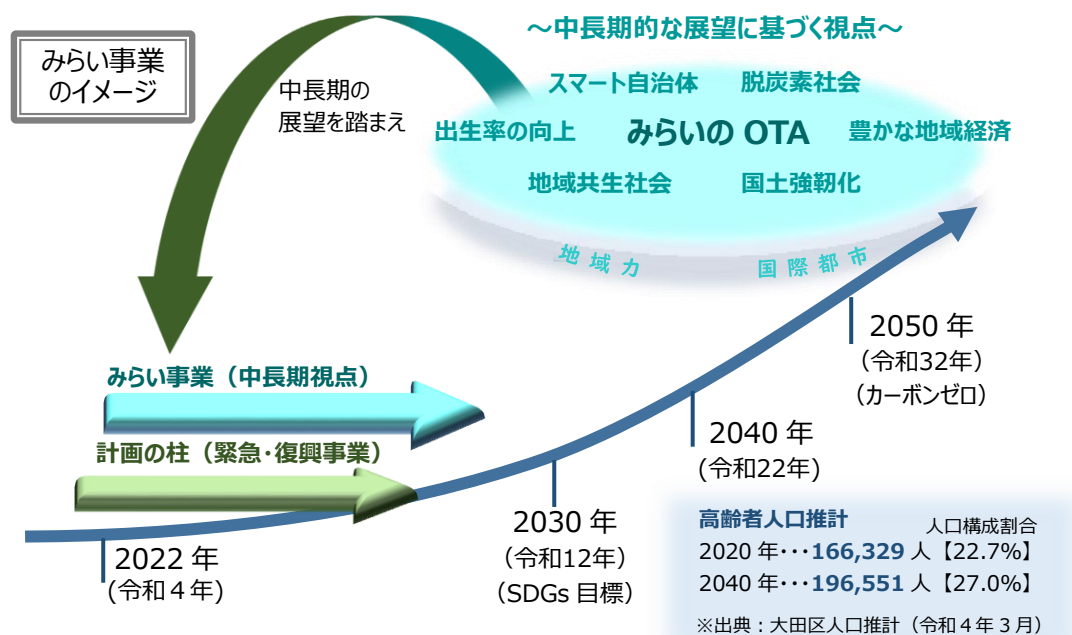 みらい事業
のイメージ
～中長期的な展望に基づく視点～
中長期の
展望を踏まえ
スマート自治体 脱炭素社会
出生率の向上 みらいの OTA 豊かな地域経済
地域共生社会 国土強靭化
地域力 国際都市
みらい事業（中長期視点）
計画の柱（緊急・復興事業）
2022 年
(令和４年)
2030 年
(令和12年)
(SDGs 目標)
2040 年
(令和22年)
2050 年
(令和32年)
(カーボンゼロ)
高齢者人口推計 人口構成割合
2020 年･･･166,329 人【22.7%】
2040 年･･･196,551 人【27.0%】
※出典：大田区人口推計（令和４年３月）